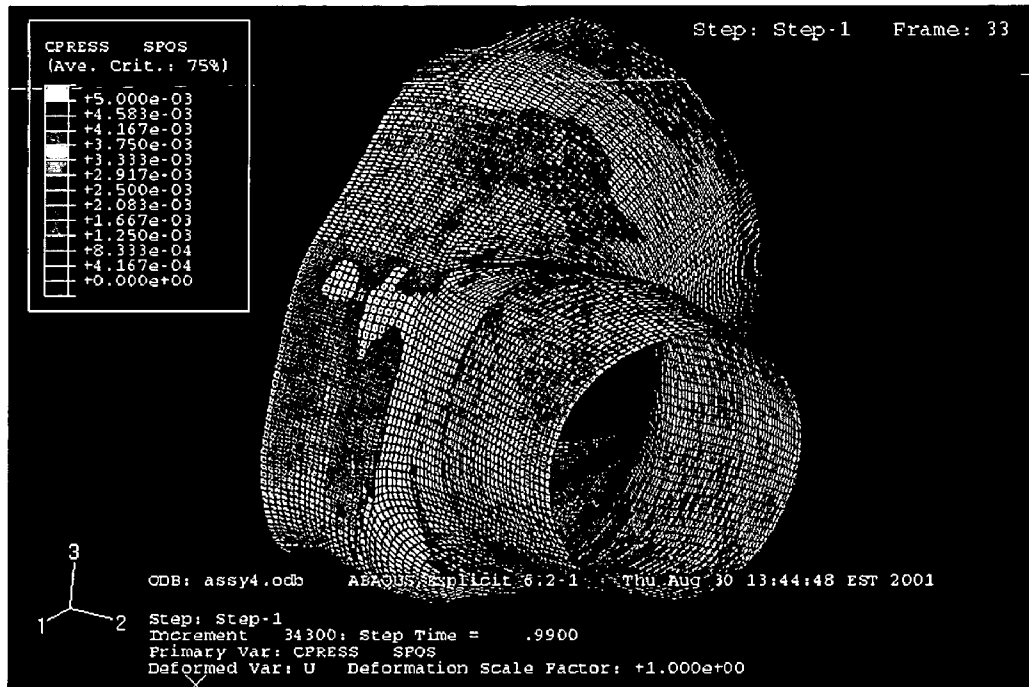 Step: Step-1 Frame: 33
CPRESS SPOS
(Ave. Crit.: 75%)
+5.000e-03
+4.583e-03
+4.167e-03
+3.750e-03
+3.333e-03
+2.917e-03
+2.500e-03
+2.083e-03
+1.667e-03
+1.250e-03
+8.333e-04
+4.167e-04
+0.000e+00
3
1 2
ODB: assy4.odb ABAQUS/Explicit 6.2-1 Thu Aug 30 13:44:48 EST 2001
Step: Step-1
Increment 34300: Step Time = .9900
Primary Var: CPRESS SPOS
Deformed Var: U Deformation Scale Factor: +1.000e+00